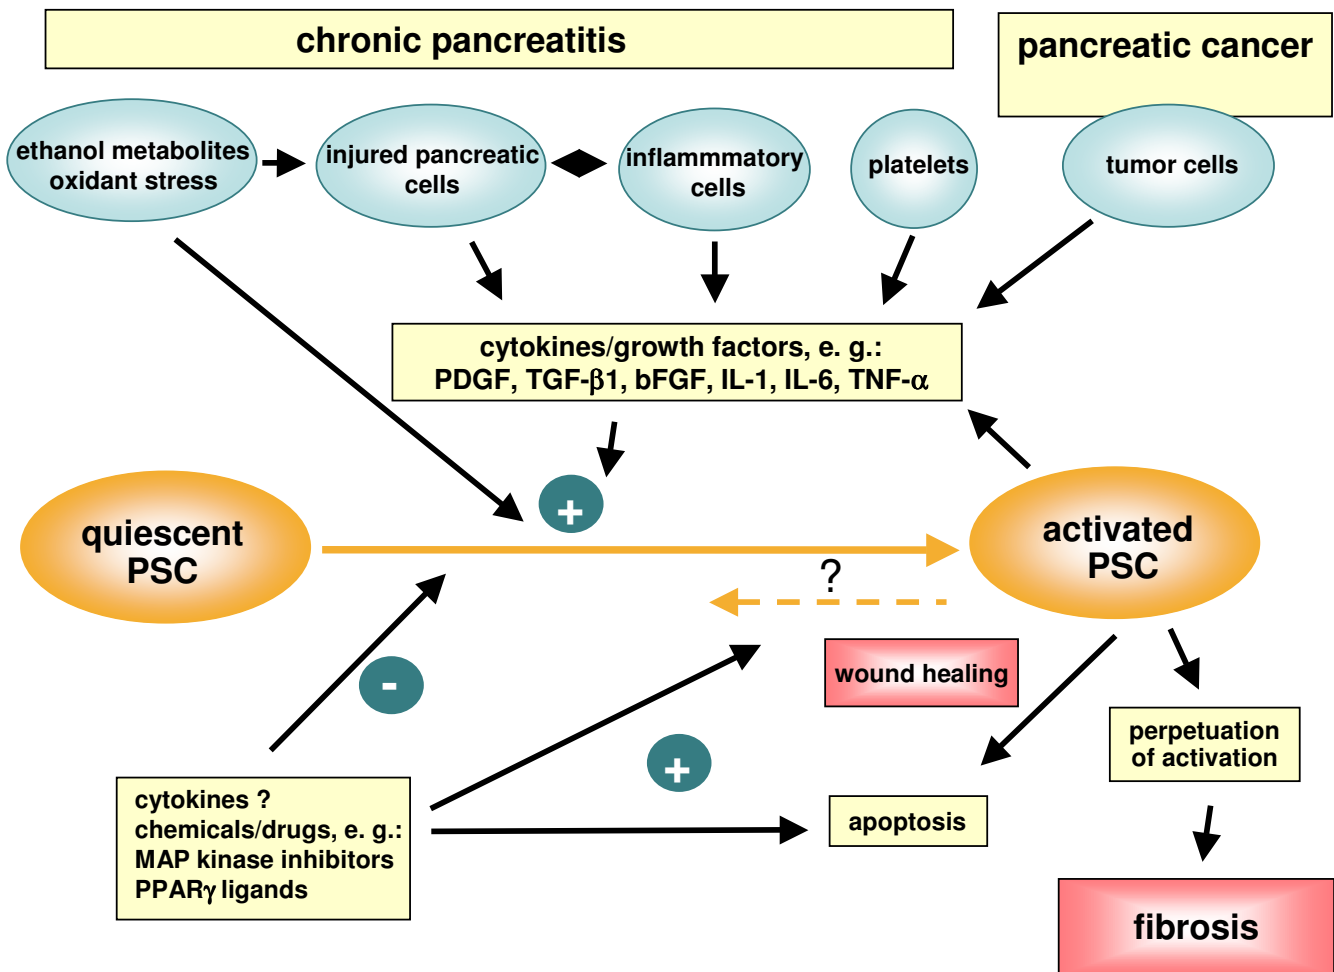 chronic pancreatitis
pancreatic cancer
ethanol metabolites
oxidant stress
injured pancreatic
cells
inflammmatory
cells
platelets
tumor cells
cytokines/growth factors, e. g.:
PDGF, TGF-β1, bFGF, IL-1, IL-6, TNF-α
+
quiescent
PSC
activated
PSC
?
wound healing
-
+
perpetuation
of activation
cytokines ?
chemicals/drugs, e. g.:
MAP kinase inhibitors
PPARγ ligands
apoptosis
fibrosis